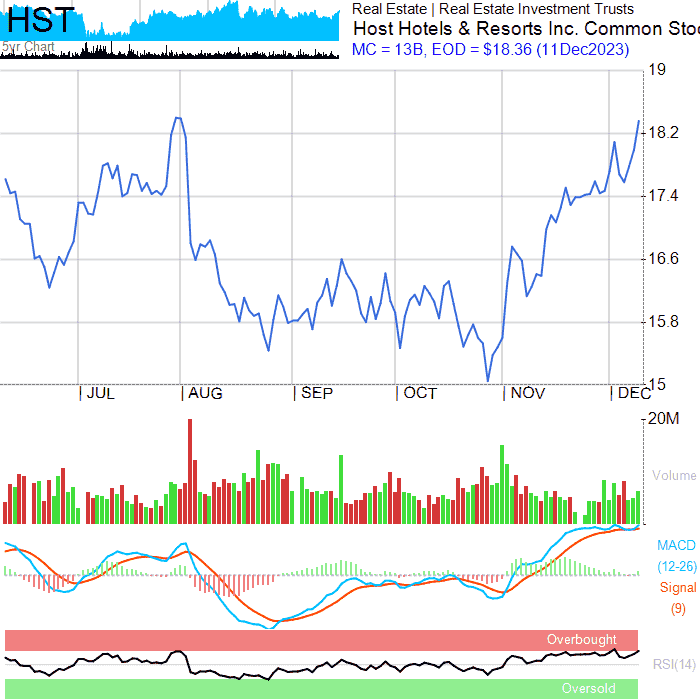 HST
5yr Chart
Real Estate | Real Estate Investment Trusts
Host Hotels & Resorts Inc. Common Stoc
MC = 13B, EOD = $18.36 (11Dec2023)
19
18.2
17.4
16.6
15.8
15
| JUL | AUG | SEP | OCT | NOV | DEC
20M
Volume
MACD
(12-26)
Signal
(9)
Overbought
RSI(14)
Oversold